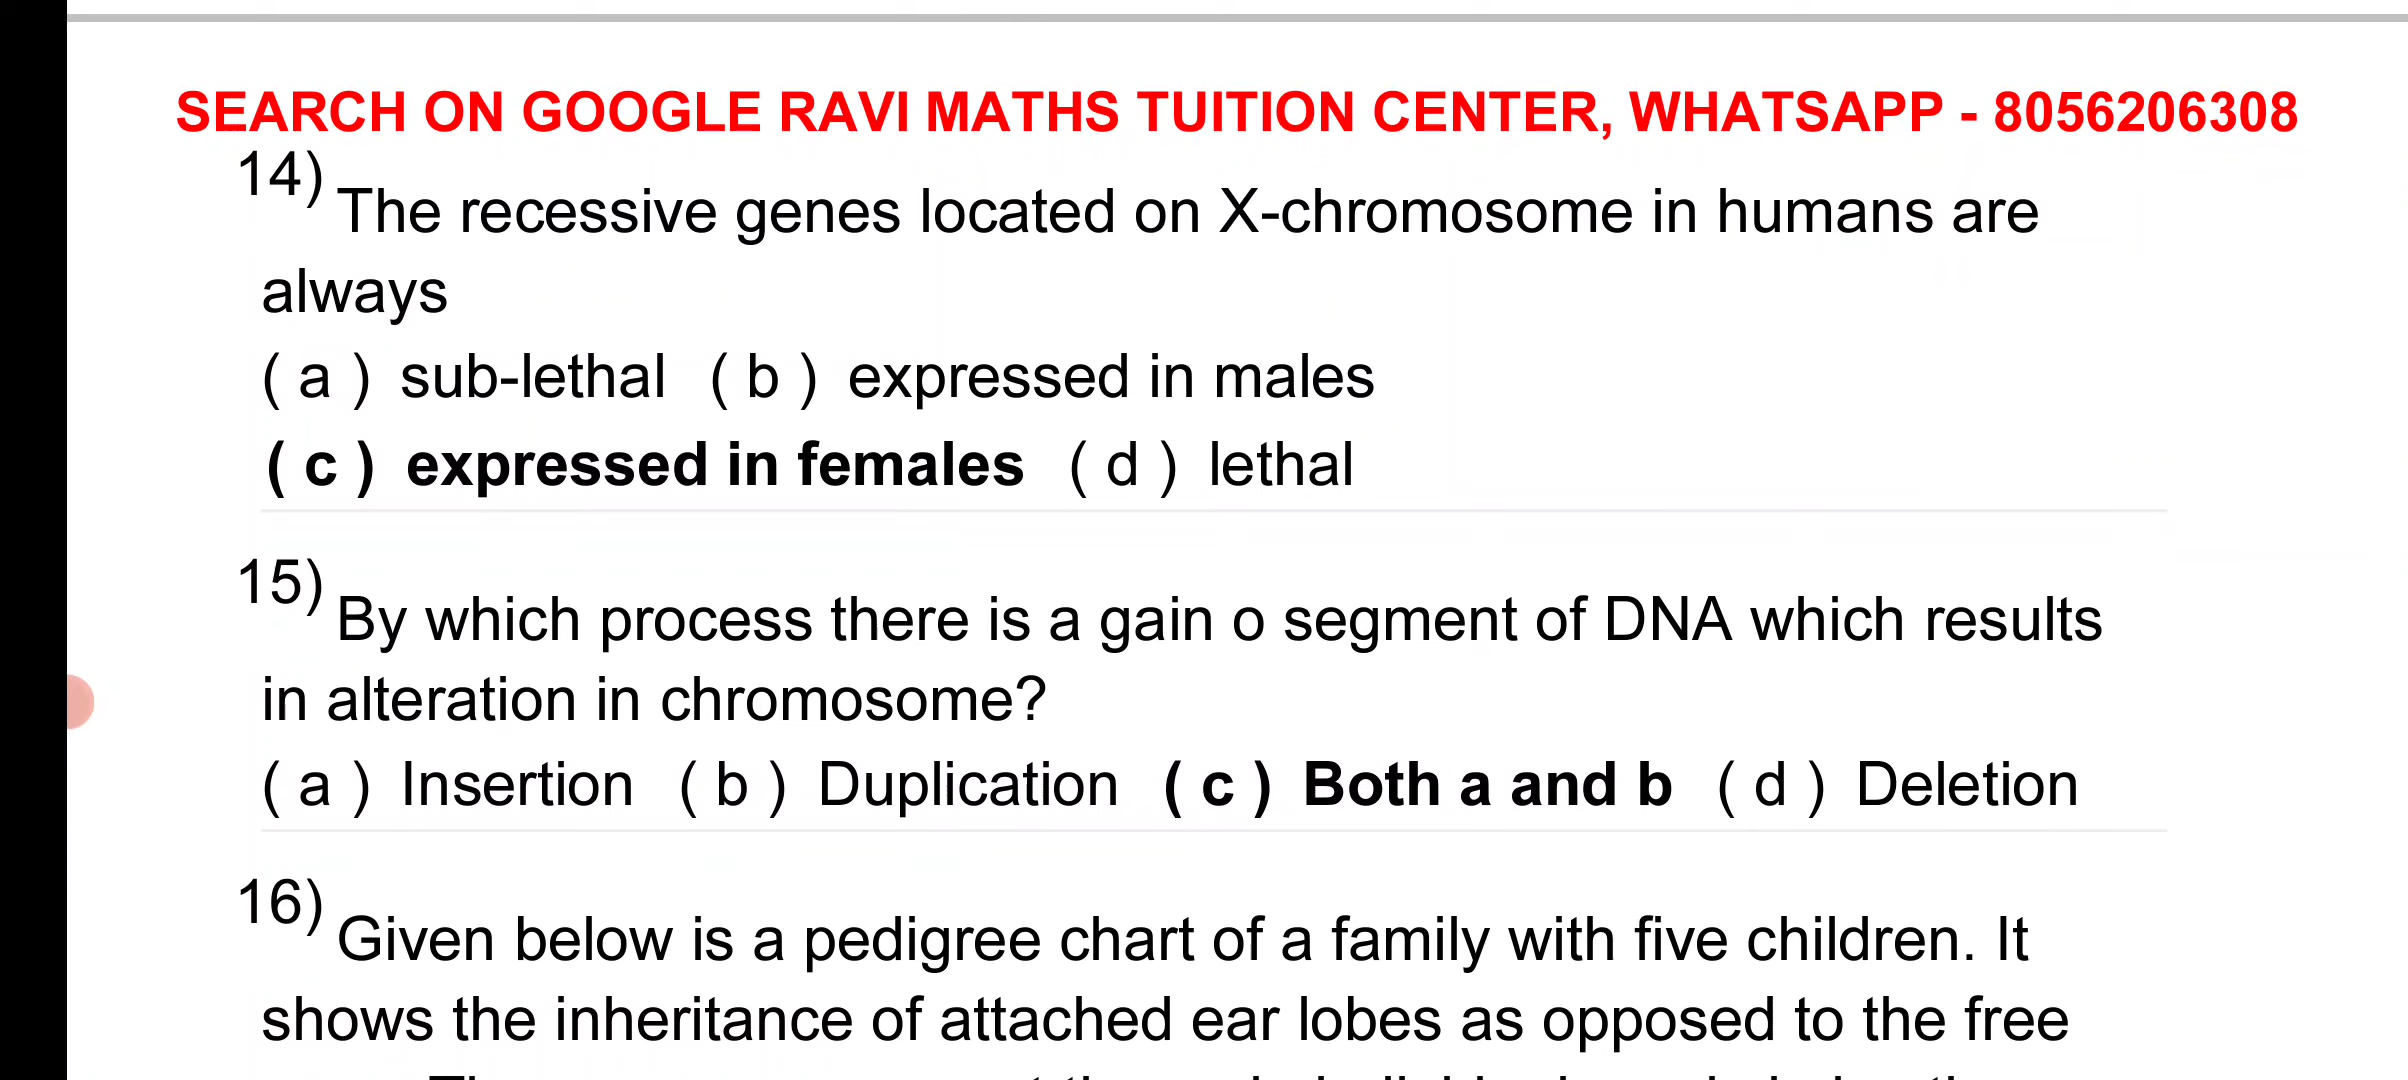 SEARCH ON GOOGLE RAVI MATHS TUITION CENTER, WHATSAPP - 8056206308
14) The recessive genes located on X-chromosome in humans are
always
( a ) sub-lethal ( b ) expressed in males
( c ) expressed in females ( d ) lethal
15) By which process there is a gain o segment of DNA which results
in alteration in chromosome?
( a ) Insertion ( b ) Duplication ( c ) Both a and b ( d ) Deletion
16) Given below is a pedigree chart of a family with five children. It
shows the inheritance of attached ear lobes as opposed to the free